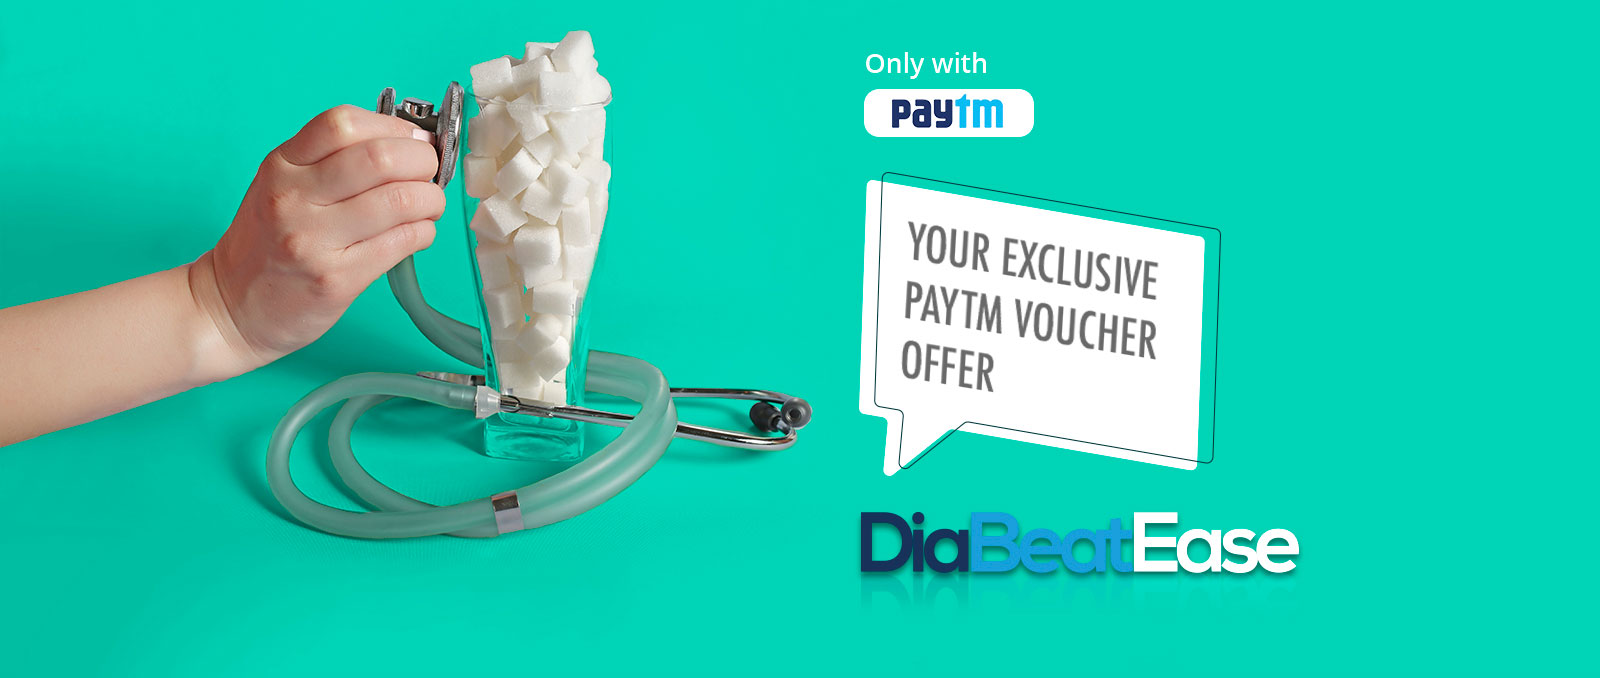 Only with
paytm
YOUR EXCLUSIVE
PAYTM VOUCHER
OFFER
DiaBeatEase